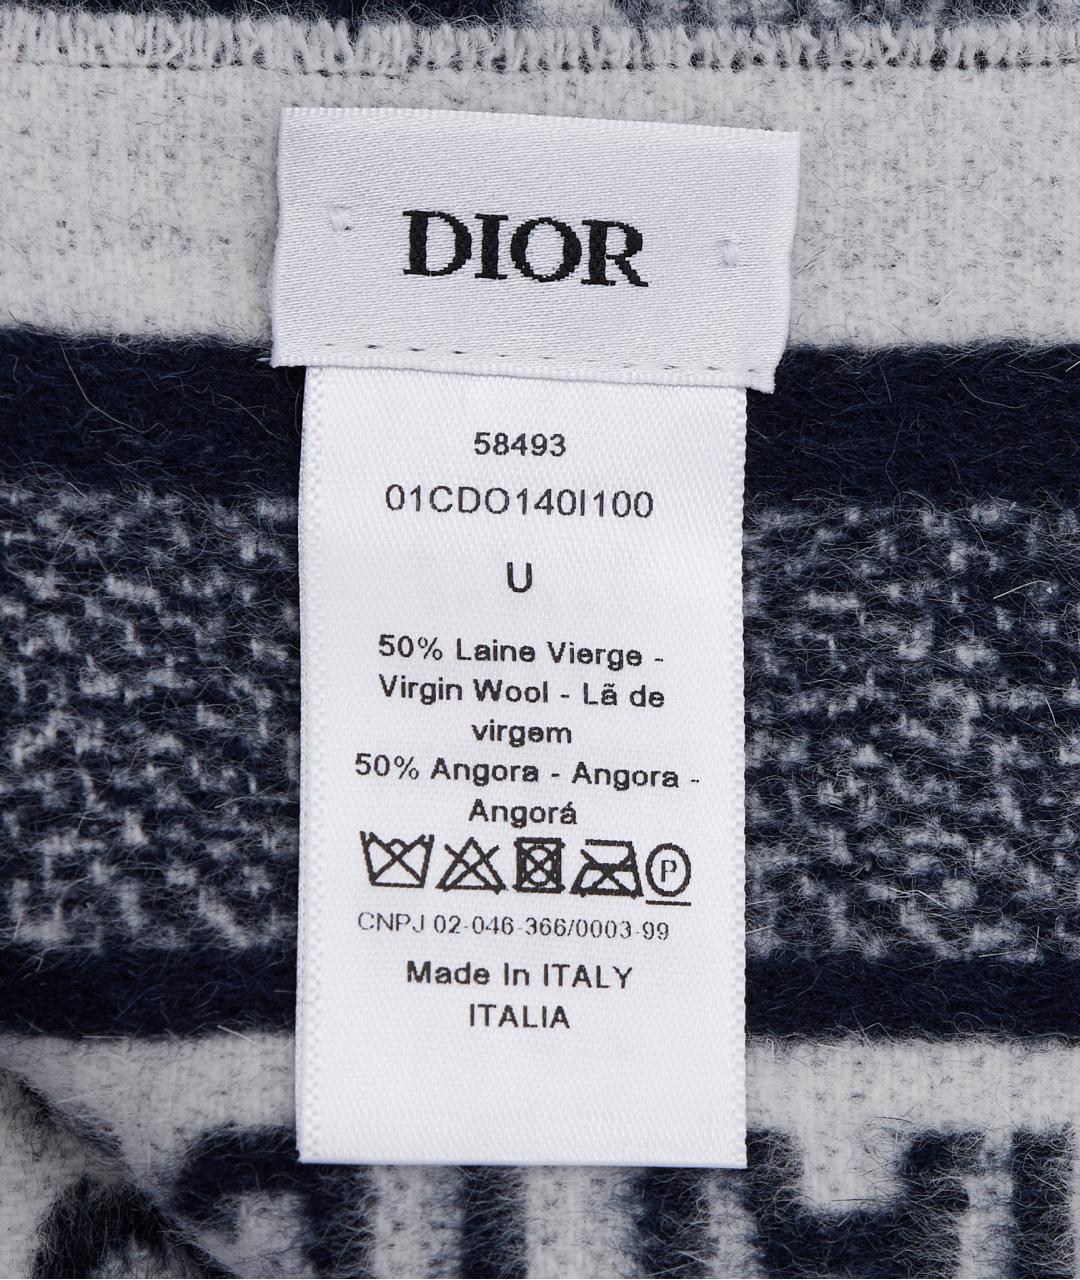 DIOR
58493
01CDO140I100
U
50% Laine Vierge -
Virgin Wool - Lã de
virgem
50% Angora - Angora -
Angorá
P
CNPJ 02-046-366/0003-99
Made In ITALY
ITALIA